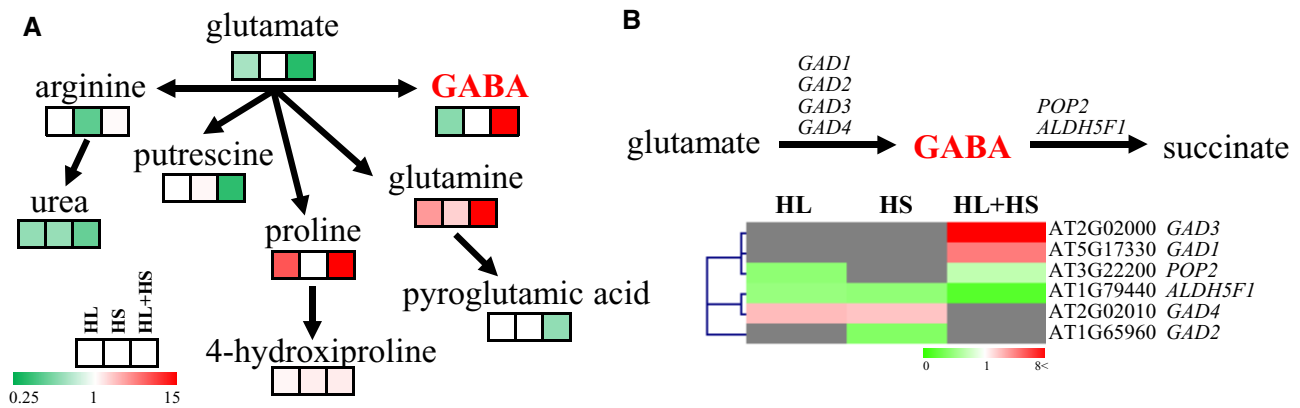 A
glutamate
arginine
GABA
putrescine
glutamine
urea
proline
pyroglutamic acid
4-hydroxiproline
HL
HS
HL+HS
0.25 1 15
B
GAD1
GAD2
GAD3
GAD4
POP2
ALDH5F1
glutamate
GABA
succinate
HL HS HL+HS
AT2G02000 GAD3
AT5G17330 GAD1
AT3G22200 POP2
AT1G79440 ALDH5F1
AT2G02010 GAD4
AT1G65960 GAD2
0 1 8<